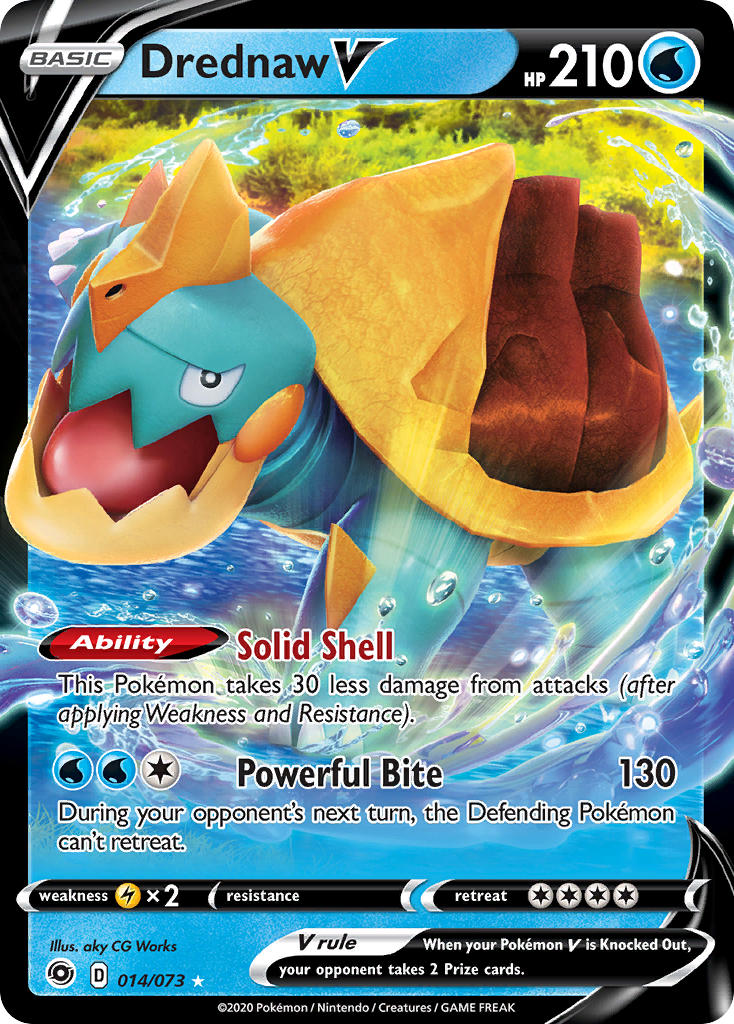 BASIC
Drednaw V
HP 210
Ability Solid Shell
This Pokémon takes 30 less damage from attacks (after
applying Weakness and Resistance).
Powerful Bite 130
During your opponent's next turn, the Defending Pokémon
can't retreat.
weakness ×2 resistance retreat
Illus. aky CG Works
V rule
When your Pokémon V is Knocked Out,
your opponent takes 2 Prize cards.
D 014/073
©2020 Pokémon / Nintendo / Creatures / GAME FREAK